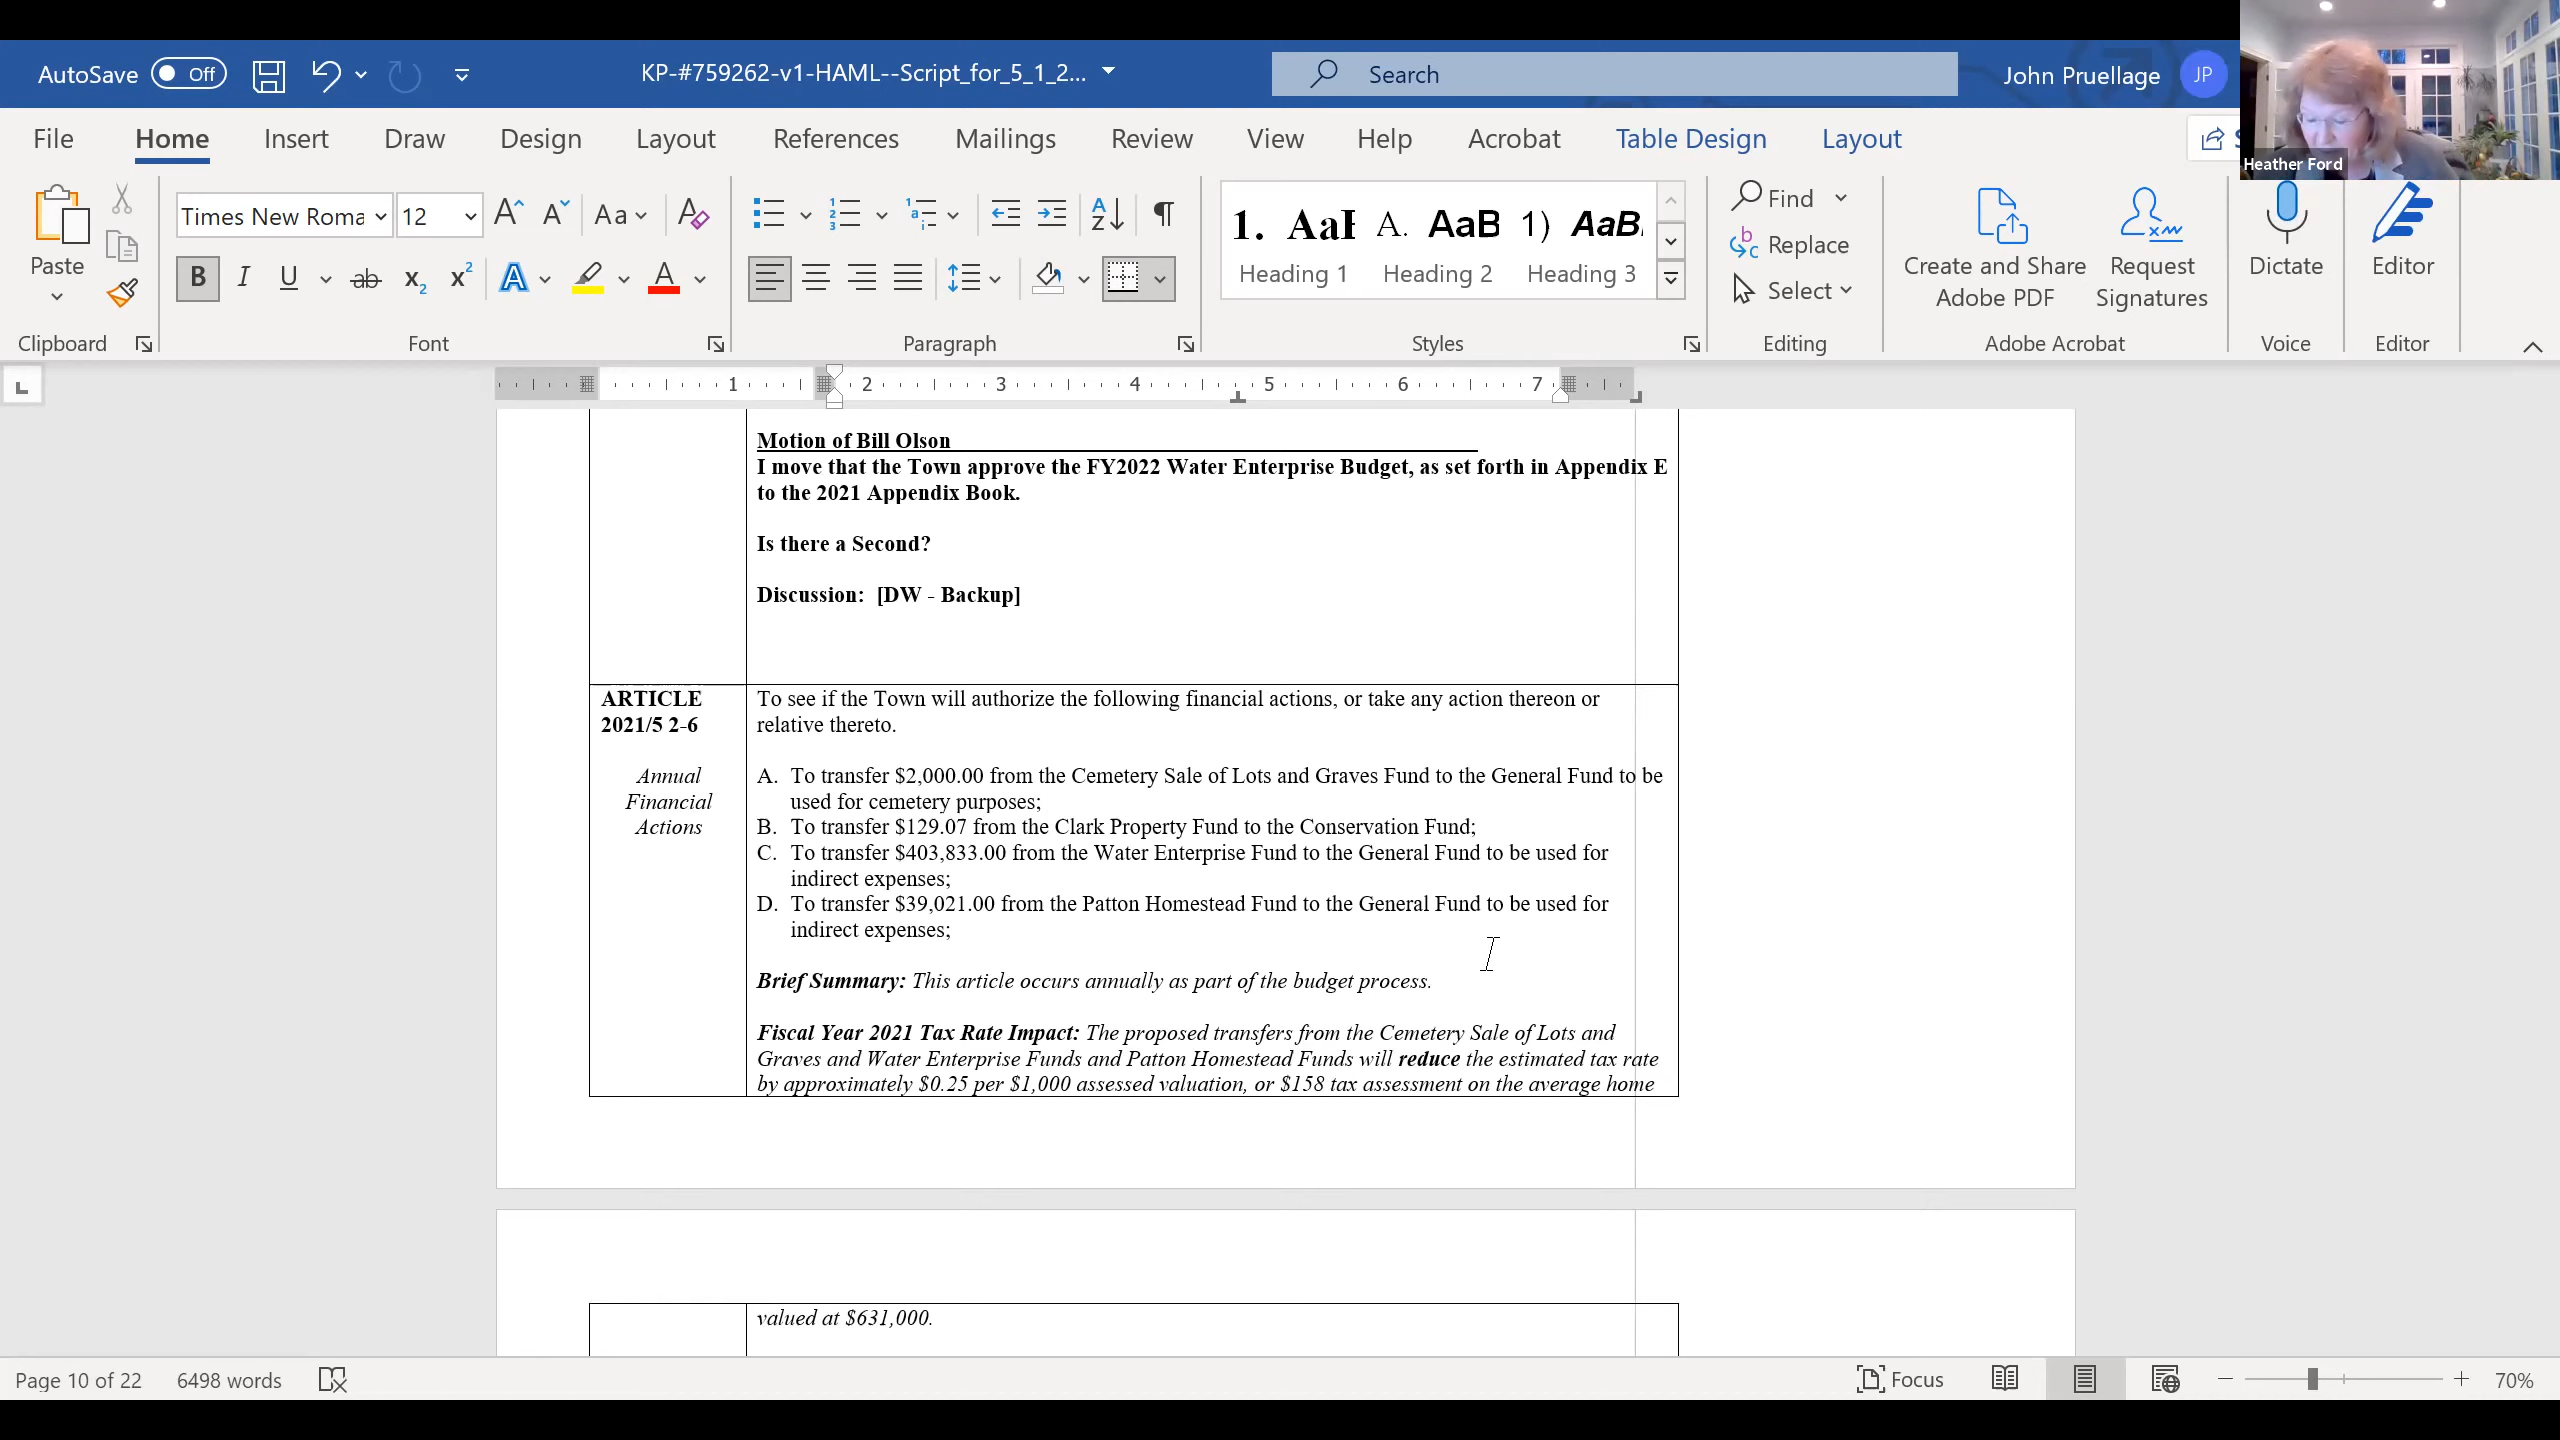 AutoSave Off
KP-#759262-v1-HAML--Script_for_5_1_2...
Search
John Pruellage JP
File Home Insert Draw Design Layout References Mailings Review View Help Acrobat Table Design Layout
Heather Ford
Paste
Times New Roma 12
Heading 1 Heading 2 Heading 3
Find
Replace
Select
Create and Share
Adobe PDF
Request
Signatures
Dictate
Editor
Clipboard Font Paragraph Styles Editing Adobe Acrobat Voice Editor
1 2 3 4 5 6 7
Motion of Bill Olson
I move that the Town approve the FY2022 Water Enterprise Budget, as set forth in Appendix E
to the 2021 Appendix Book.
Is there a Second?
Discussion: [DW - Backup]
ARTICLE
2021/5 2-6
Annual
Financial
Actions
To see if the Town will authorize the following financial actions, or take any action thereon or
relative thereto.
A. To transfer $2,000.00 from the Cemetery Sale of Lots and Graves Fund to the General Fund to be
used for cemetery purposes;
B. To transfer $129.07 from the Clark Property Fund to the Conservation Fund;
C. To transfer $403,833.00 from the Water Enterprise Fund to the General Fund to be used for
indirect expenses;
D. To transfer $39,021.00 from the Patton Homestead Fund to the General Fund to be used for
indirect expenses;
Brief Summary: This article occurs annually as part of the budget process.
Fiscal Year 2021 Tax Rate Impact: The proposed transfers from the Cemetery Sale of Lots and
Graves and Water Enterprise Funds and Patton Homestead Funds will reduce the estimated tax rate
by approximately $0.25 per $1,000 assessed valuation, or $158 tax assessment on the average home
valued at $631,000.
Page 10 of 22 6498 words Focus 70%